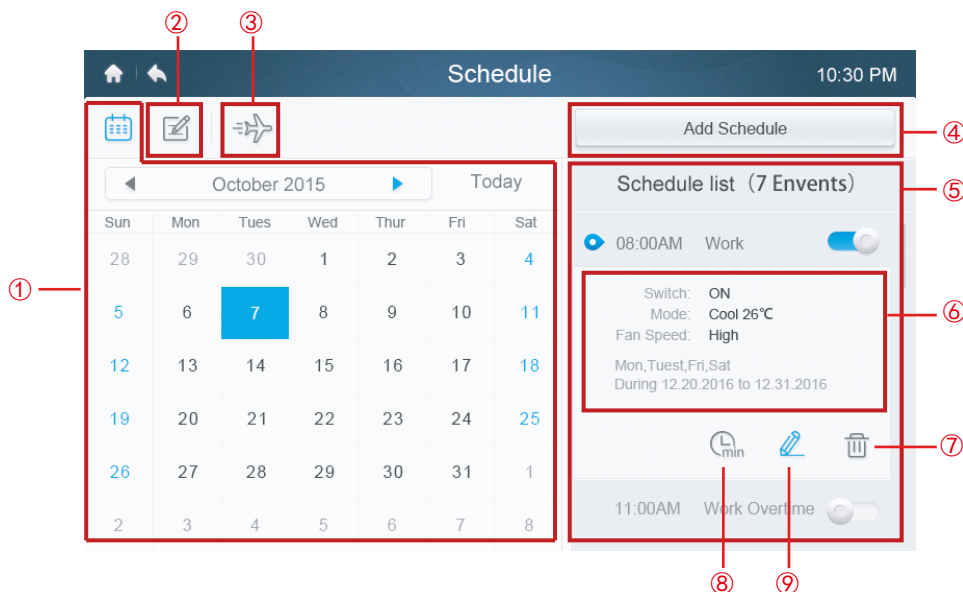 ② ③
Schedule 10:30 PM
Add Schedule ④
October 2015 Today
Schedule list（7 Envents） ⑤
Sun Mon Tues Wed Thur Fri Sat
08:00AM Work
28 29 30 1 2 3 4
①
5 6 7 8 9 10 11
Switch: ON
Mode: Cool 26℃ ⑥
Fan Speed: High
12 13 14 15 16 17 18
Mon,Tuest,Fri,Sat
During 12.20.2016 to 12.31.2016
19 20 21 22 23 24 25
min ⑦
26 27 28 29 30 31 1
11:00AM Work Overtime
2 3 4 5 6 7 8
⑧ ⑨